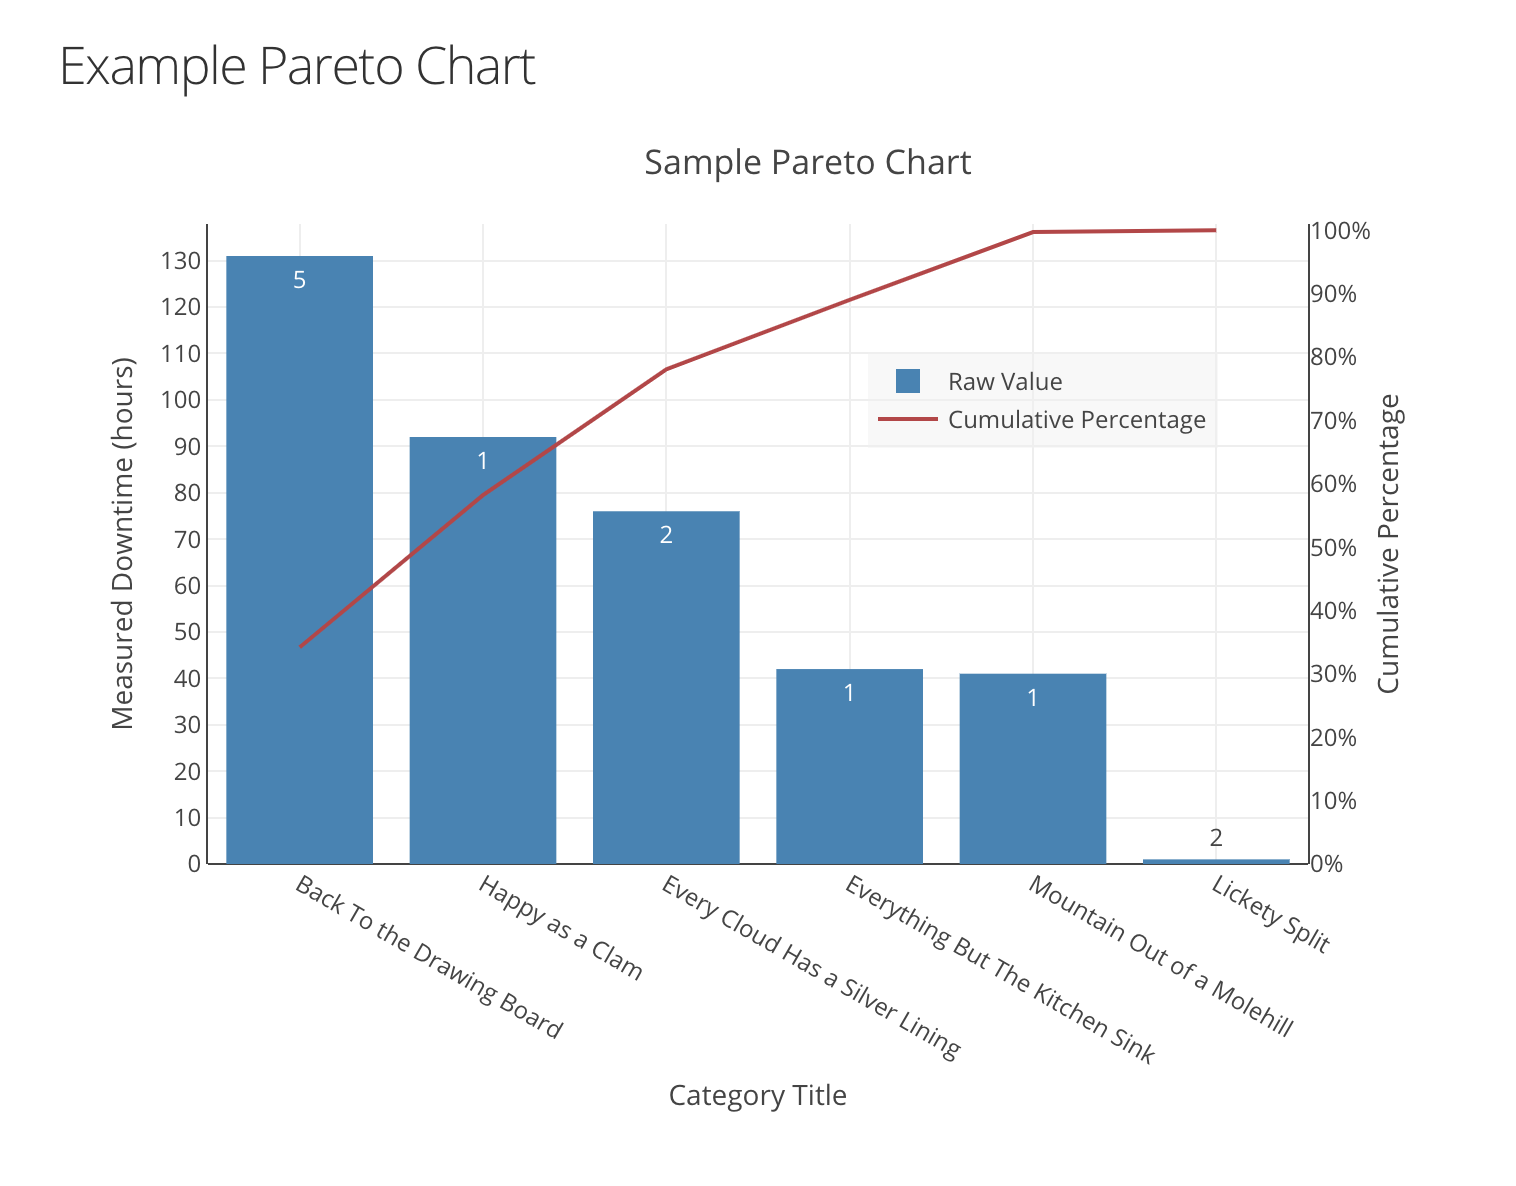 Example Pareto Chart
Sample Pareto Chart
Measured Downtime (hours)
130
120
110
100
90
80
70
60
50
40
30
20
10
0
5
1
2
1
1
2
Raw Value
Cumulative Percentage
100%
90%
80%
70%
60%
50%
40%
30%
20%
10%
0%
Cumulative Percentage
Back To the Drawing Board
Happy as a Clam
Every Cloud Has a Silver Lining
Everything But The Kitchen Sink
Mountain Out of a Molehill
Lickety Split
Category Title